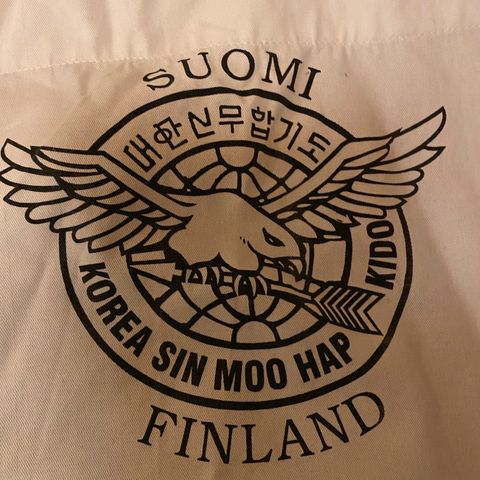 SUOMI
대한신무합기도
KOREA SIN MOO HAP KIDO
FINLAND